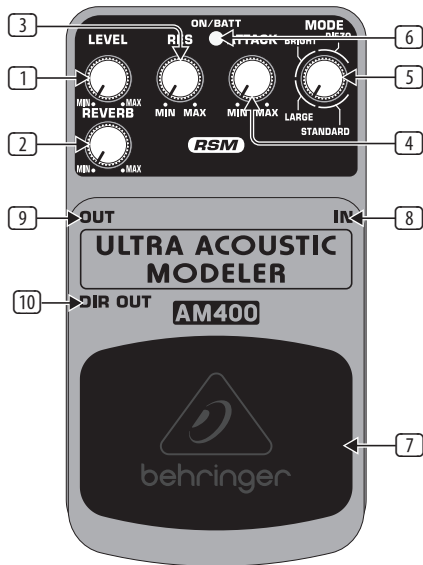 3
ON/BATT
MODE
6
LEVEL
RES
ATTACK
BRIGHT
PIEZO
1
5
MIN MAX
MIN MAX
MIN MAX
LARGE
STANDARD
REVERB
4
2
RSM
MIN MAX
9
OUT
IN
8
ULTRA ACOUSTIC
MODELER
10
DIR OUT
AM400
7
behringer